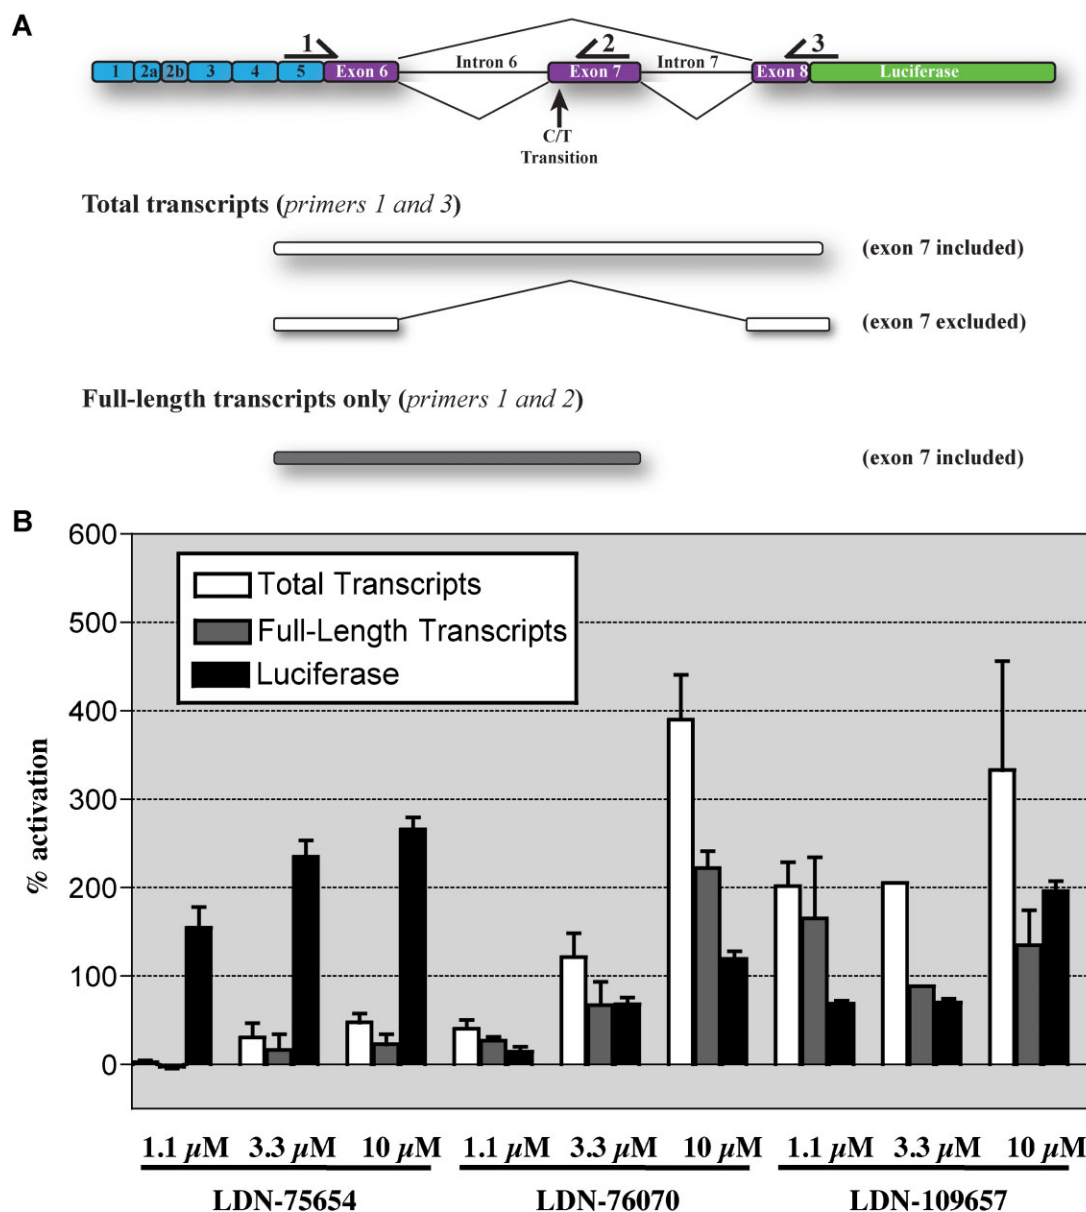 A
1 2 3
1 2a 2b 3 4 5 Exon 6 Intron 6 Exon 7 Intron 7 Exon 8 Luciferase
C/T
Transition
Total transcripts (primers 1 and 3)
(exon 7 included)
(exon 7 excluded)
Full-length transcripts only (primers 1 and 2)
(exon 7 included)
B
600
500
400
300
200
100
0
% activation
Total Transcripts
Full-Length Transcripts
Luciferase
1.1 µM 3.3 µM 10 µM 1.1 µM 3.3 µM 10 µM 1.1 µM 3.3 µM 10 µM
LDN-75654 LDN-76070 LDN-109657